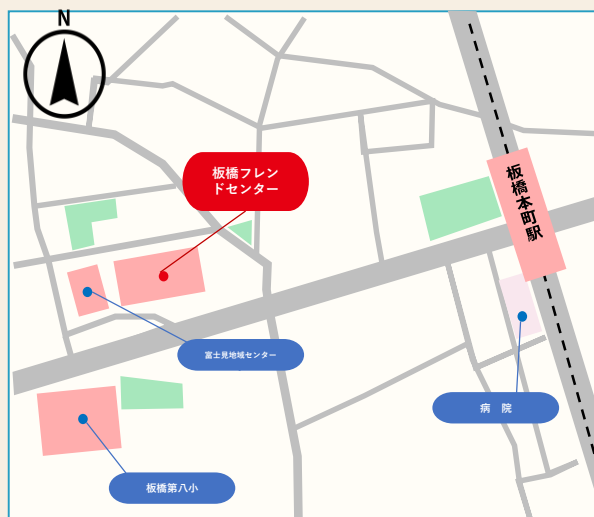 N
板橋フレン
ドセンター
板橋本町駅
富士見地域センター
病　院
板橋第八小